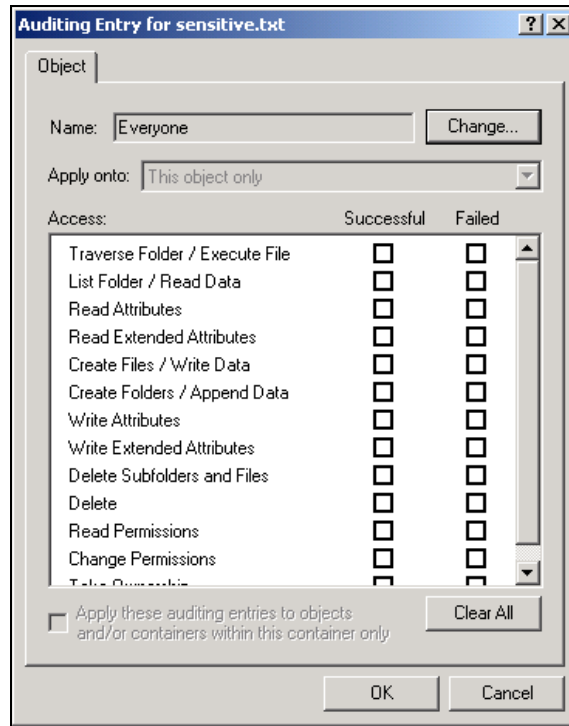 Auditing Entry for sensitive.txt
Object
Name: Everyone Change...
Apply onto: This object only
Access: Successful Failed
Traverse Folder / Execute File
List Folder / Read Data
Read Attributes
Read Extended Attributes
Create Files / Write Data
Create Folders / Append Data
Write Attributes
Write Extended Attributes
Delete Subfolders and Files
Delete
Read Permissions
Change Permissions
Take Ownership
Apply these auditing entries to objects
and/or containers within this container only
Clear All
OK Cancel